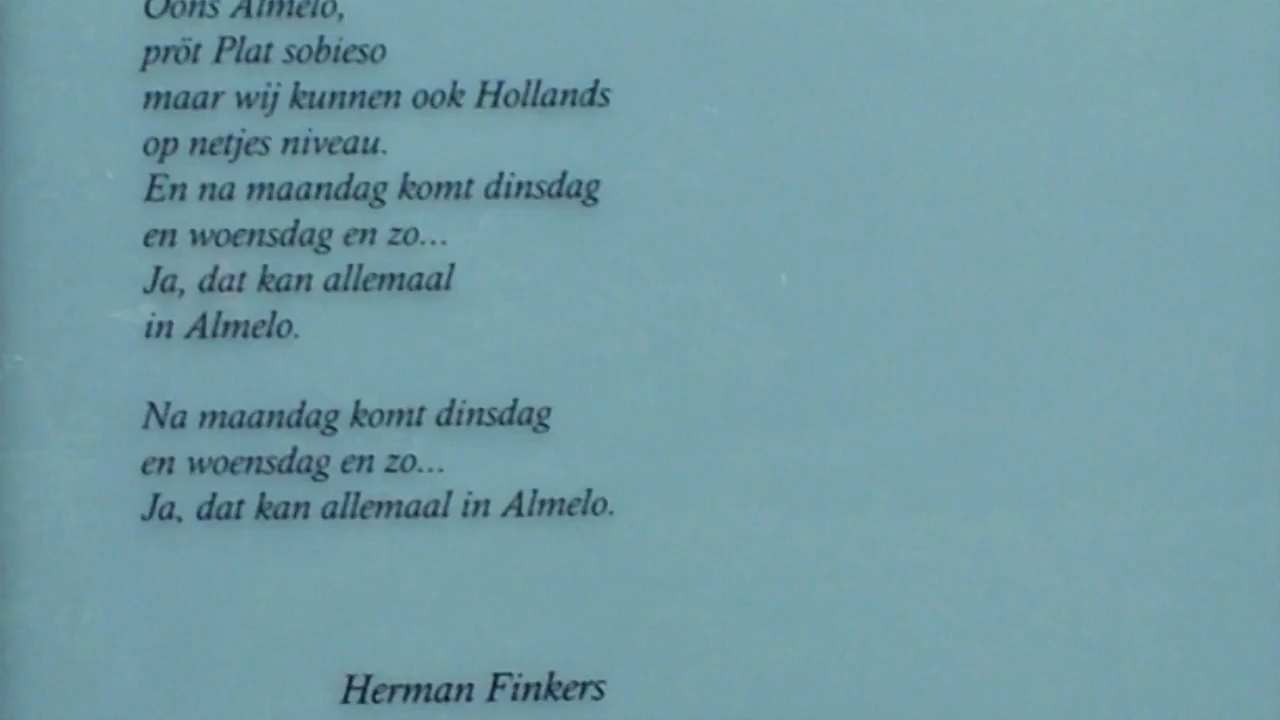 Oons Almelo,
pröt Plat sobieso
maar wij kunnen ook Hollands
op netjes niveau.
En na maandag komt dinsdag
en woensdag en zo...
Ja, dat kan allemaal
in Almelo.
Na maandag komt dinsdag
en woensdag en zo...
Ja, dat kan allemaal in Almelo.
Herman Finkers